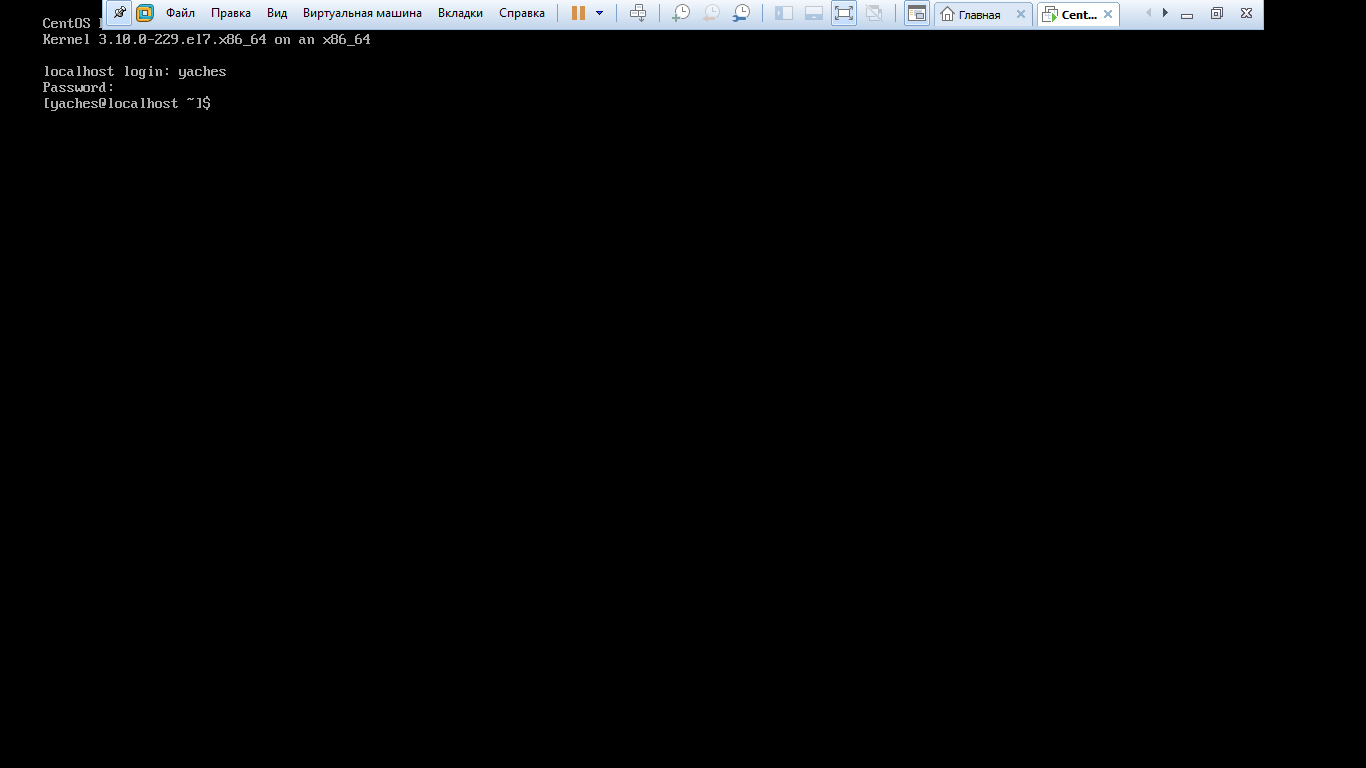 Файл Правка Вид Виртуальная машина Вкладки Справка Главная Cent...
CentOS
Kernel 3.10.0-229.el7.x86_64 on an x86_64
localhost login: yaches
Password:
[yaches@localhost ~]$